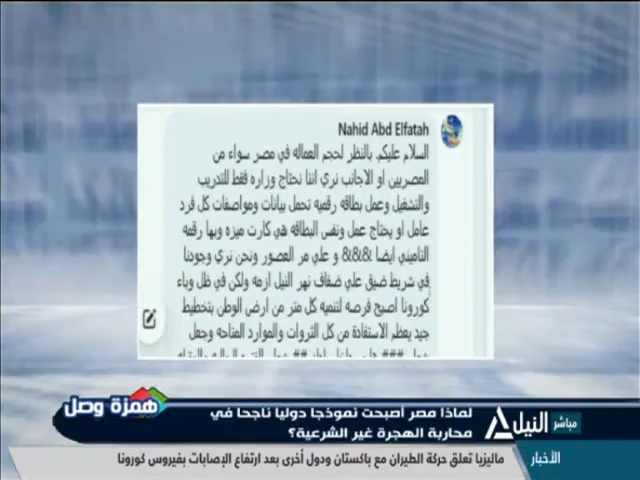 Nahid Abd Elfatah
السلام عليكم. بالنظر لحجم العماله في مصر سواء من
المصريين او الاجانب نري اننا نحتاج وزاره فقط للتدريب
والتشغيل وعمل بطاقه رقميه تحمل بيانات ومواصفات كل فرد
عامل او يحتاج عمل ونفس البطاقه هي كارت ميزه وبها رقمه
التاميني ايضا &&& و علي مر العصور ونحن نري وجودنا
في شريط ضيق علي ضفاف نهر النيل ازمه ولكن في ظل وباء
كورونا اصبح فرصه لتنميه كل متر من ارض الوطن بتخطيط
جيد يعظم الاستفادة من كل الثروات والموارد المتاحه وجعل
همزة وصل
لماذا مصر أصبحت نموذجا دوليا ناجحا في
محاربة الهجرة غير الشرعية؟
النيل مباشر
الأخبار
ماليزيا تعلق حركة الطيران مع باكستان ودول أخرى بعد ارتفاع الإصابات بفيروس كورونا